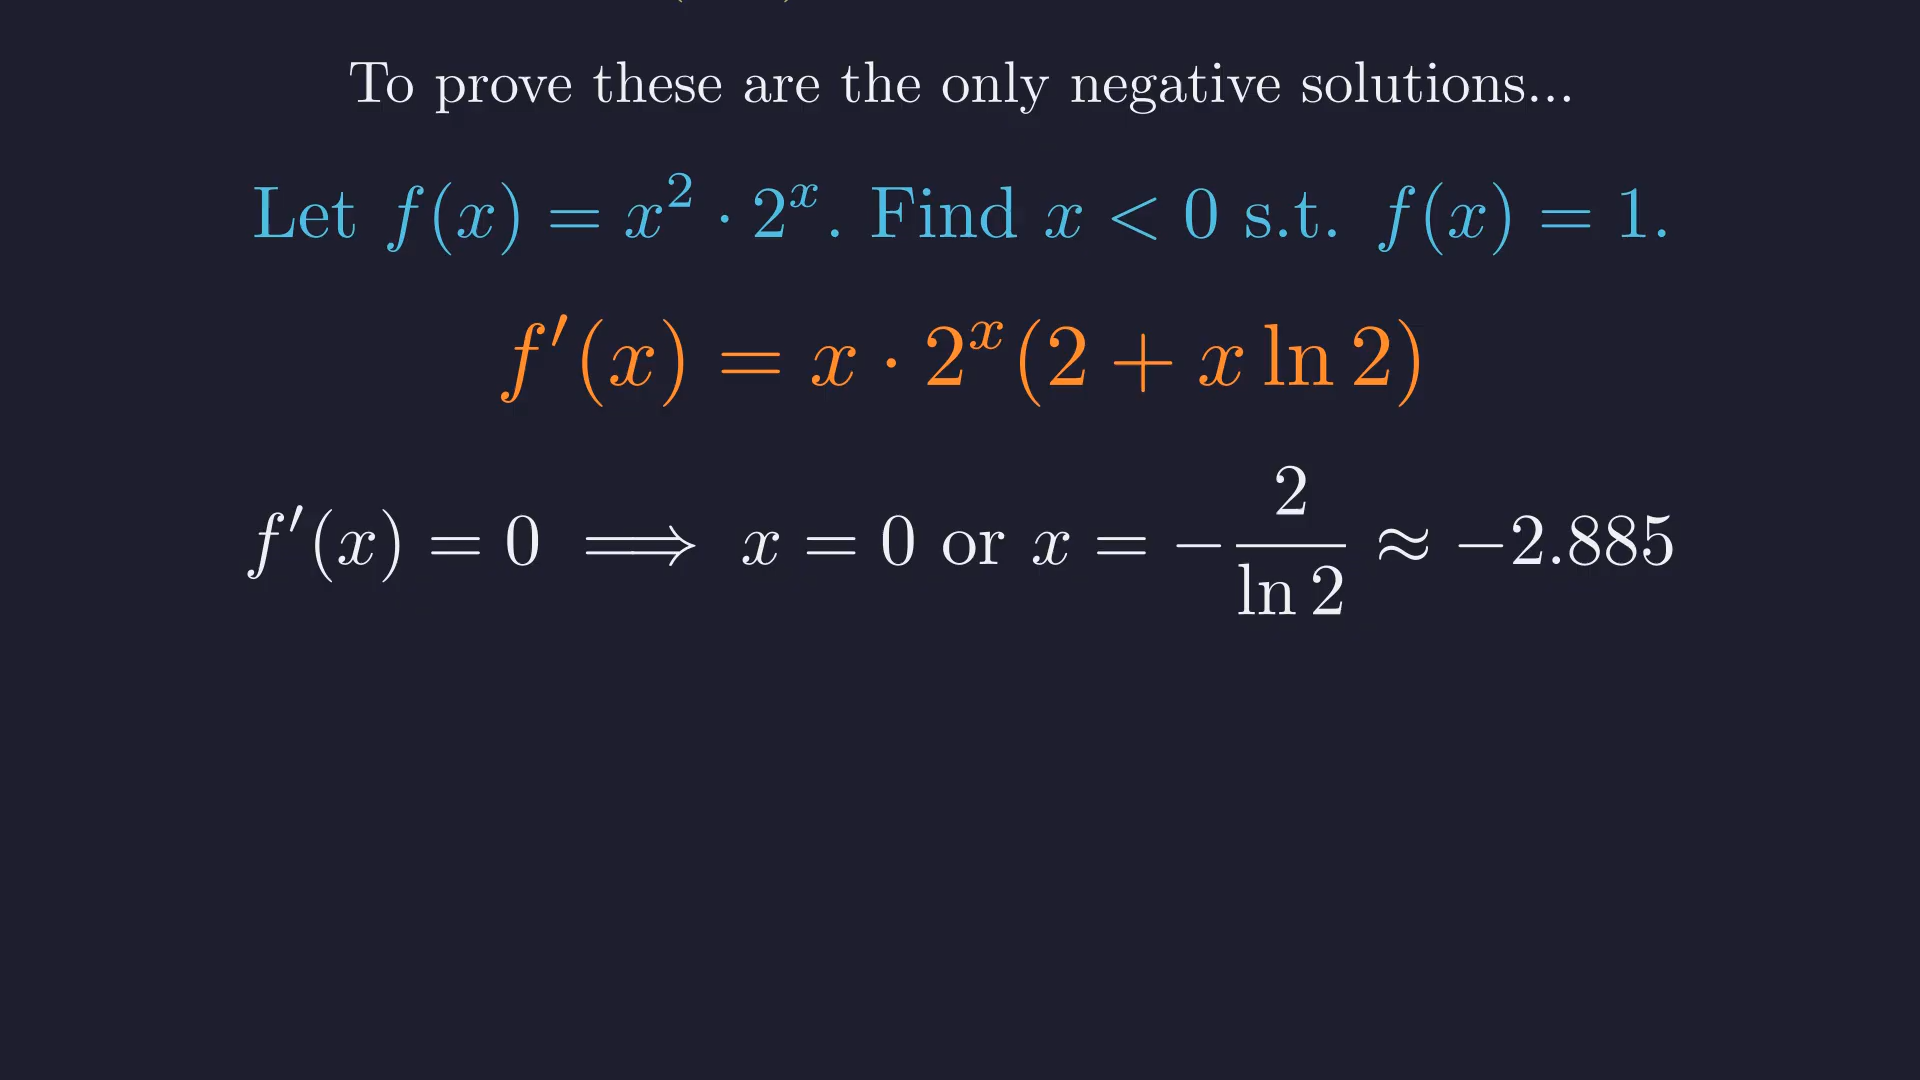 To prove these are the only negative solutions...
Let f(x) = x² · 2ˣ. Find x < 0 s.t. f(x) = 1.
f′(x) = x · 2ˣ(2 + x ln 2)
f′(x) = 0 ⟹ x = 0 or x = −2/ln 2 ≈ −2.885